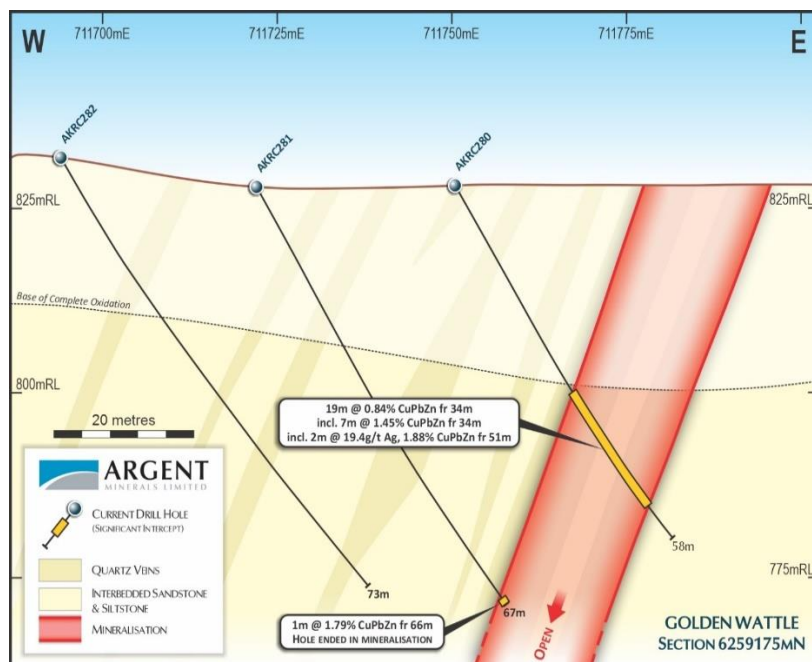 711700mE
711725mE
711750mE
711775mE
W
E
AKRC282
AKRC281
AKRC280
825mRL
825mRL
Base of Complete Oxidation
800mRL
800mRL
20 metres
19m @ 0.84% CuPbZn fr 34m
incl. 7m @ 1.45% CuPbZn fr 34m
incl. 2m @ 19.4g/t Ag, 1.88% CuPbZn fr 51m
ARGENT
MINERALS LIMITED
CURRENT DRILL HOLE
(SIGNIFICANT INTERCEPT)
QUARTZ VEINS
INTERBEDDED SANDSTONE
& SILTSTONE
MINERALISATION
58m
73m
67m
775mRL
1m @ 1.79% CuPbZn fr 66m
HOLE ENDED IN MINERALISATION
OPEN
GOLDEN WATTLE
SECTION 6259175MN